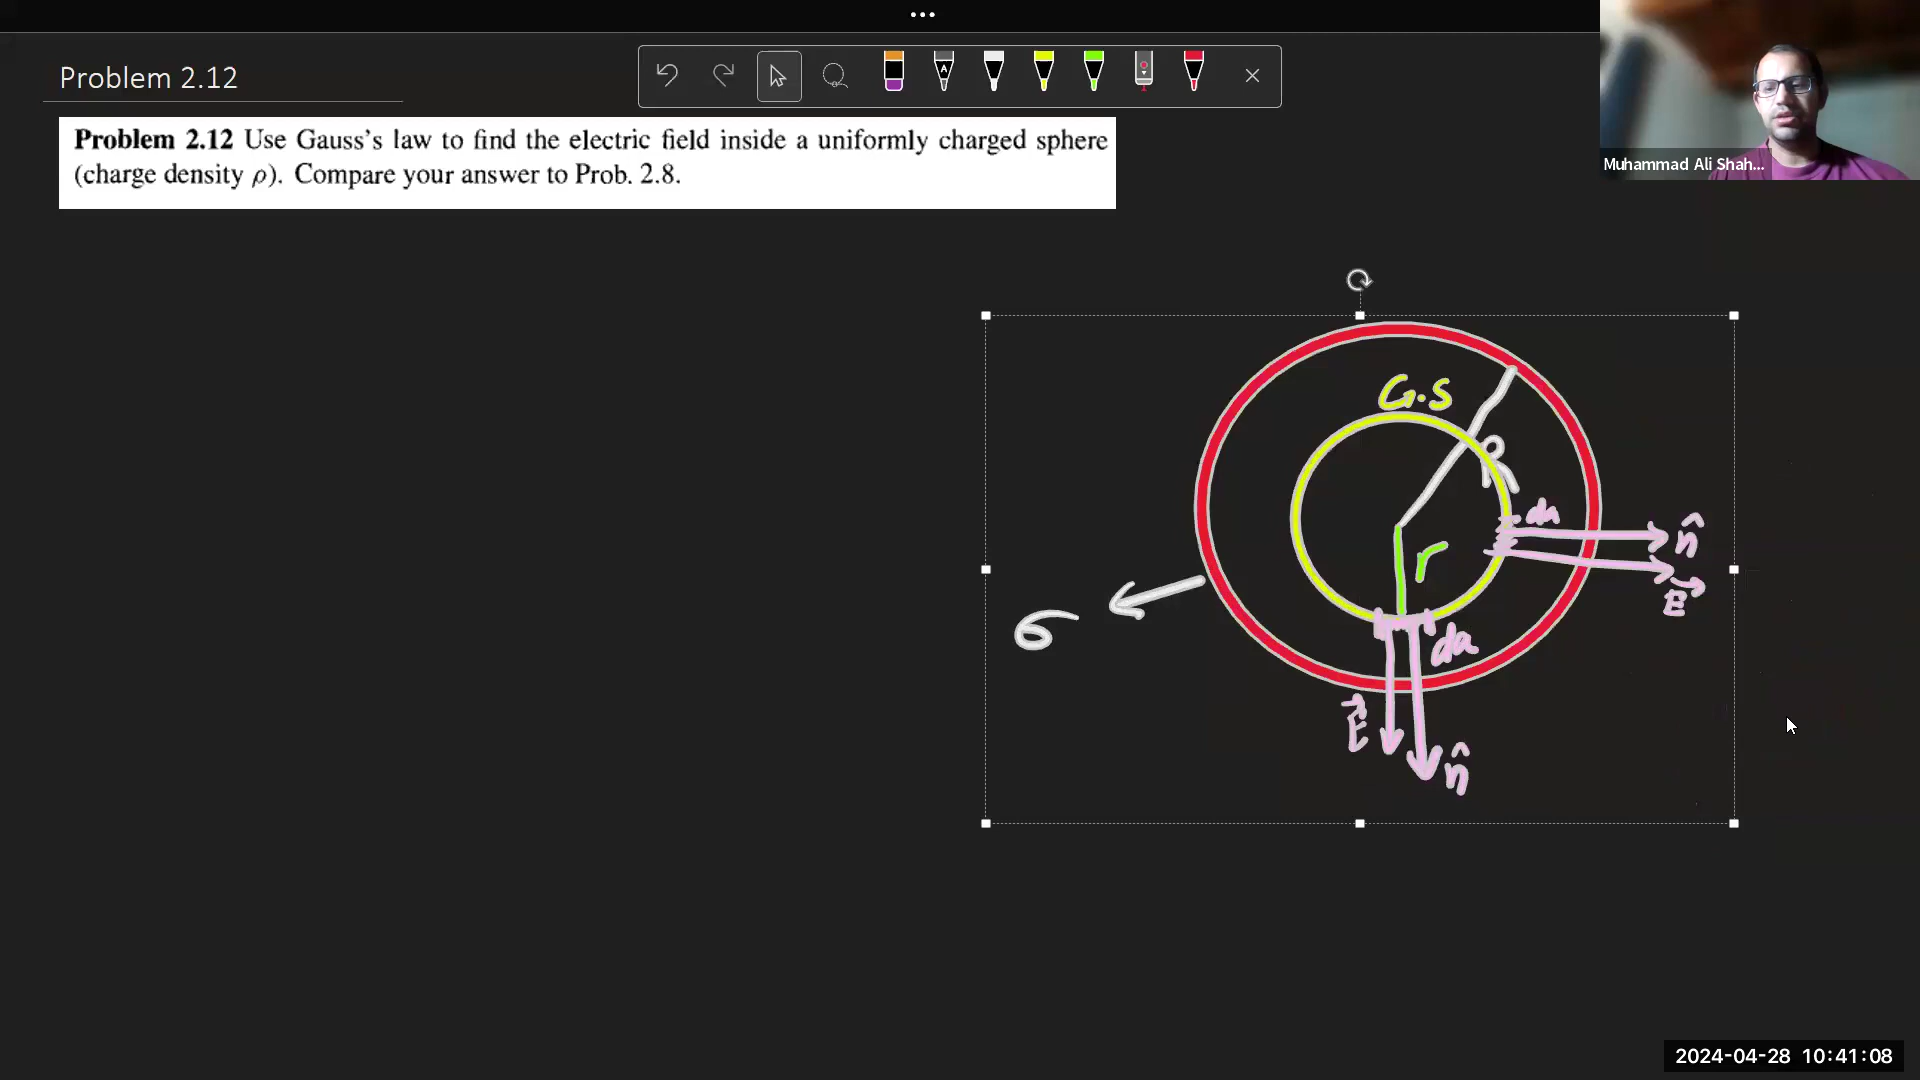 Problem 2.12
Problem 2.12 Use Gauss's law to find the electric field inside a uniformly charged sphere
(charge density ρ). Compare your answer to Prob. 2.8.
Muhammad Ali Shah...
G.S
R
da
n̂
r
E⃗
σ
da
E⃗
n̂
2024-04-28 10:41:08